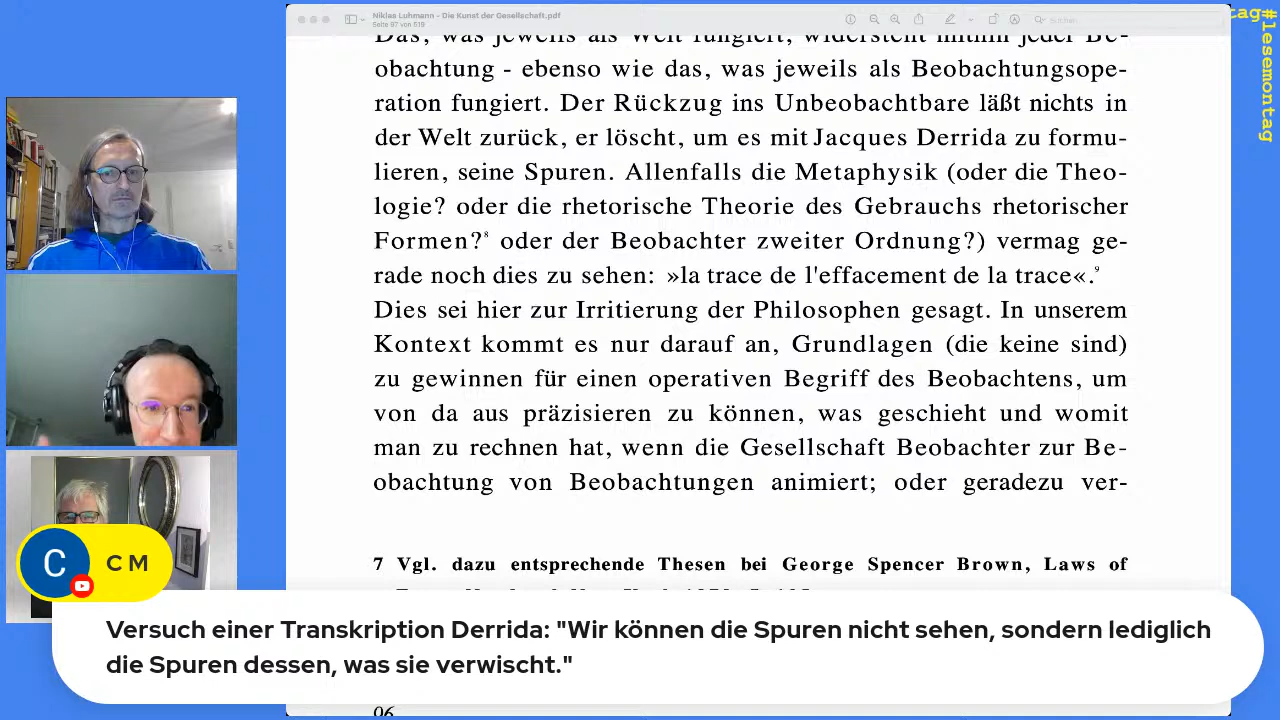 Niklas Luhmann - Die Kunst der Gesellschaft.pdf
Seite 97 von 519
Suchen
tag#lesemontag
Das, was jeweils als Welt fungiert, widersteht mithin jeder Be-
obachtung - ebenso wie das, was jeweils als Beobachtungsope-
ration fungiert. Der Rückzug ins Unbeobachtbare läßt nichts in
der Welt zurück, er löscht, um es mit Jacques Derrida zu formu-
lieren, seine Spuren. Allenfalls die Metaphysik (oder die Theo-
logie? oder die rhetorische Theorie des Gebrauchs rhetorischer
Formen?⁸ oder der Beobachter zweiter Ordnung?) vermag ge-
rade noch dies zu sehen: »la trace de l'effacement de la trace«.⁹
Dies sei hier zur Irritierung der Philosophen gesagt. In unserem
Kontext kommt es nur darauf an, Grundlagen (die keine sind)
zu gewinnen für einen operativen Begriff des Beobachtens, um
von da aus präzisieren zu können, was geschieht und womit
man zu rechnen hat, wenn die Gesellschaft Beobachter zur Be-
obachtung von Beobachtungen animiert; oder geradezu ver-
7 Vgl. dazu entsprechende Thesen bei George Spencer Brown, Laws of
C
C M
Versuch einer Transkription Derrida: "Wir können die Spuren nicht sehen, sondern lediglich
die Spuren dessen, was sie verwischt."